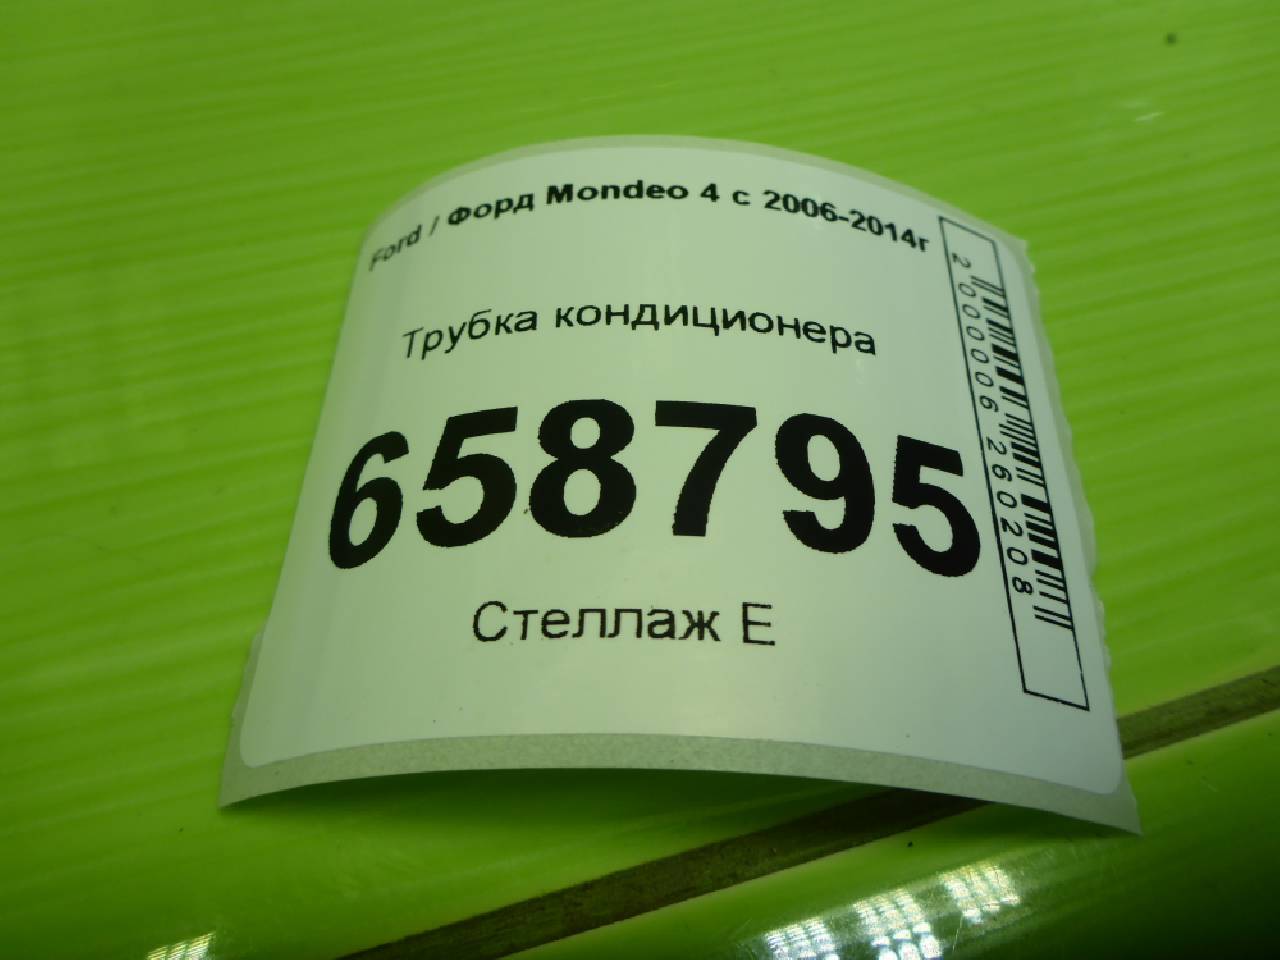 Ford / Форд Mondeo 4 с 2006-2014г
Трубка кондиционера
658795
Стеллаж Е
2000006260208